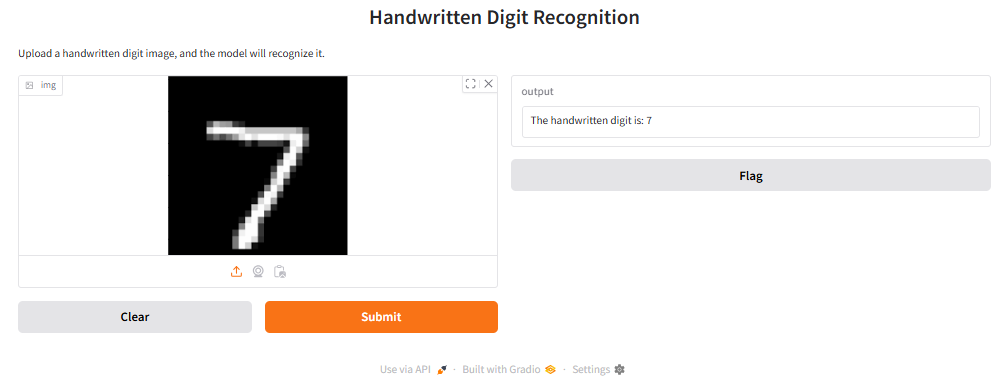 Handwritten Digit Recognition
Upload a handwritten digit image, and the model will recognize it.
img
7
Clear
Submit
output
The handwritten digit is: 7
Flag
Use via API · Built with Gradio · Settings